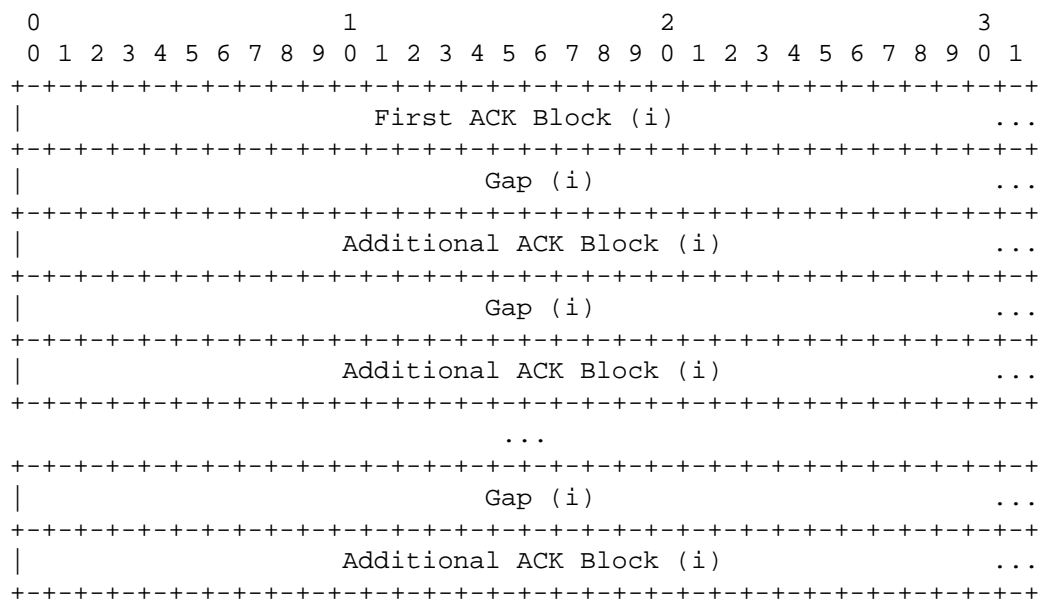 0                   1                   2                   3
 0 1 2 3 4 5 6 7 8 9 0 1 2 3 4 5 6 7 8 9 0 1 2 3 4 5 6 7 8 9 0 1
+-+-+-+-+-+-+-+-+-+-+-+-+-+-+-+-+-+-+-+-+-+-+-+-+-+-+-+-+-+-+-+-+
|                      First ACK Block (i)                    ...
+-+-+-+-+-+-+-+-+-+-+-+-+-+-+-+-+-+-+-+-+-+-+-+-+-+-+-+-+-+-+-+-+
|                             Gap (i)                         ...
+-+-+-+-+-+-+-+-+-+-+-+-+-+-+-+-+-+-+-+-+-+-+-+-+-+-+-+-+-+-+-+-+
|                    Additional ACK Block (i)                 ...
+-+-+-+-+-+-+-+-+-+-+-+-+-+-+-+-+-+-+-+-+-+-+-+-+-+-+-+-+-+-+-+-+
|                             Gap (i)                         ...
+-+-+-+-+-+-+-+-+-+-+-+-+-+-+-+-+-+-+-+-+-+-+-+-+-+-+-+-+-+-+-+-+
|                    Additional ACK Block (i)                 ...
+-+-+-+-+-+-+-+-+-+-+-+-+-+-+-+-+-+-+-+-+-+-+-+-+-+-+-+-+-+-+-+-+
                               ...
+-+-+-+-+-+-+-+-+-+-+-+-+-+-+-+-+-+-+-+-+-+-+-+-+-+-+-+-+-+-+-+-+
|                             Gap (i)                         ...
+-+-+-+-+-+-+-+-+-+-+-+-+-+-+-+-+-+-+-+-+-+-+-+-+-+-+-+-+-+-+-+-+
|                    Additional ACK Block (i)                 ...
+-+-+-+-+-+-+-+-+-+-+-+-+-+-+-+-+-+-+-+-+-+-+-+-+-+-+-+-+-+-+-+-+